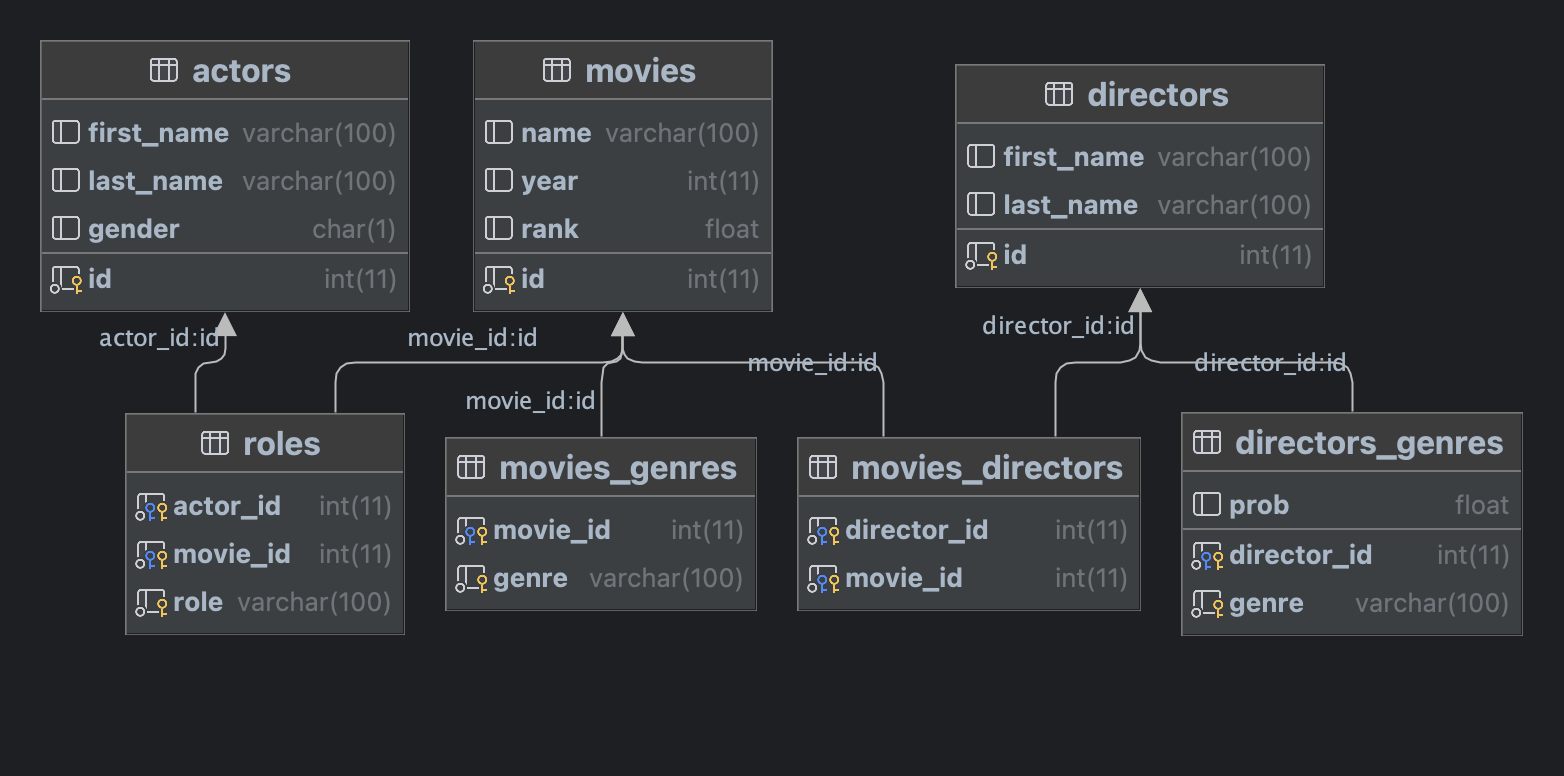 actors
first_name varchar(100)
last_name varchar(100)
gender char(1)
id int(11)
movies
name varchar(100)
year int(11)
rank float
id int(11)
directors
first_name varchar(100)
last_name varchar(100)
id int(11)
actor_id:id
movie_id:id
movie_id:id
movie_id:id
director_id:id
director_id:id
roles
actor_id int(11)
movie_id int(11)
role varchar(100)
movies_genres
movie_id int(11)
genre varchar(100)
movies_directors
director_id int(11)
movie_id int(11)
directors_genres
prob float
director_id int(11)
genre varchar(100)